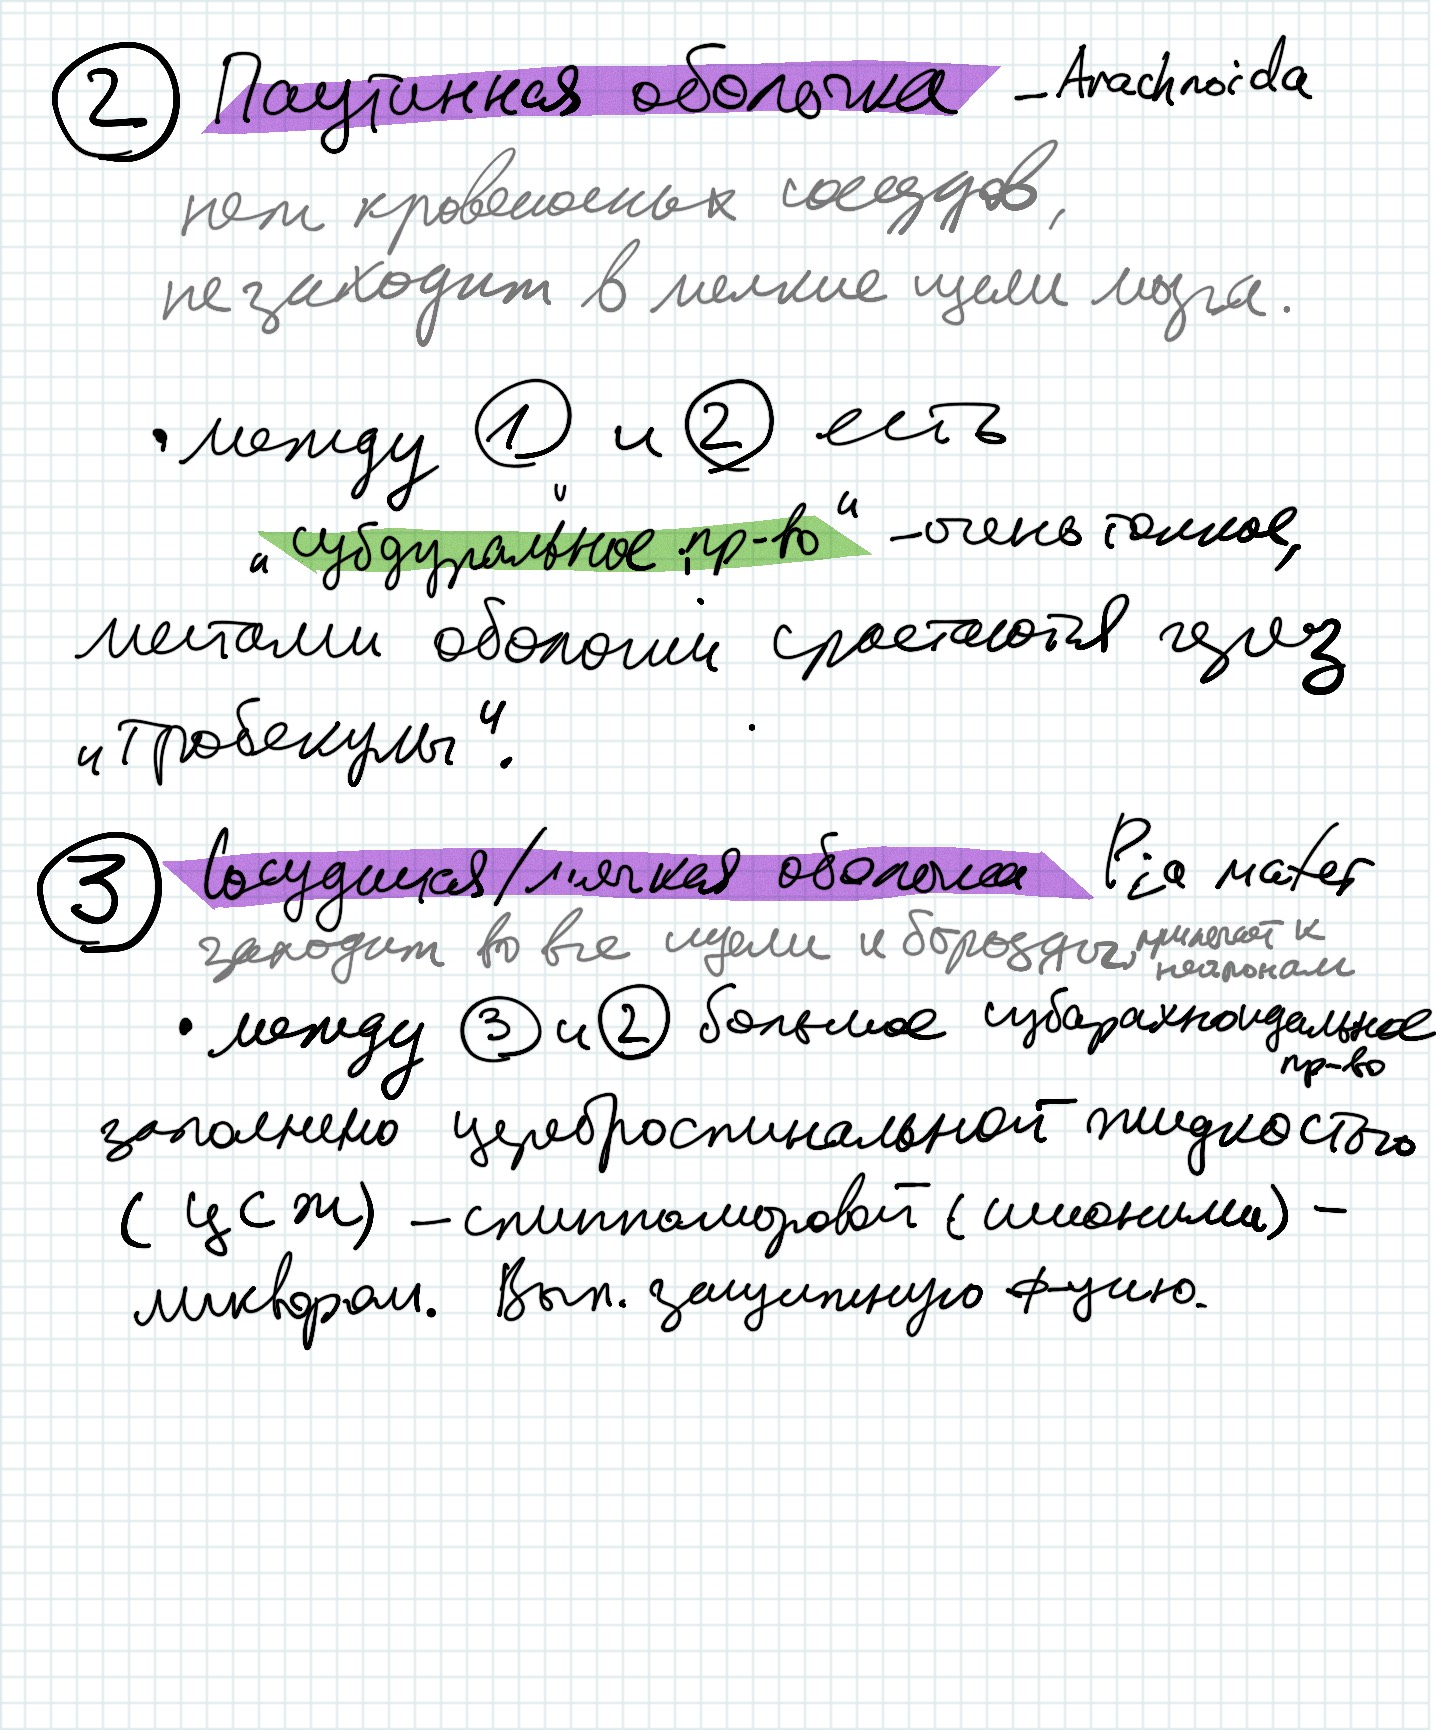 2 Паутинная оболочка - Arachnoida
нет кровеносных сосудов,
не заходит в мелкие щели мозга.
• между 1 и 2 есть
"субдуральное пр-во" - очень тонкое,
местами оболочки срастаются через
"трабекулы".
3 Сосудистая/мягкая оболочка Pia mater
заходит во все щели и борозды, прилегает к
нейронам
• между 3 и 2 большое субарахноидальное
пр-во
заполнено цереброспинальной жидкостью
(ЦСЖ) - спинномозговой (синонимы) -
ликвором. Вып. защитную ф-цию.